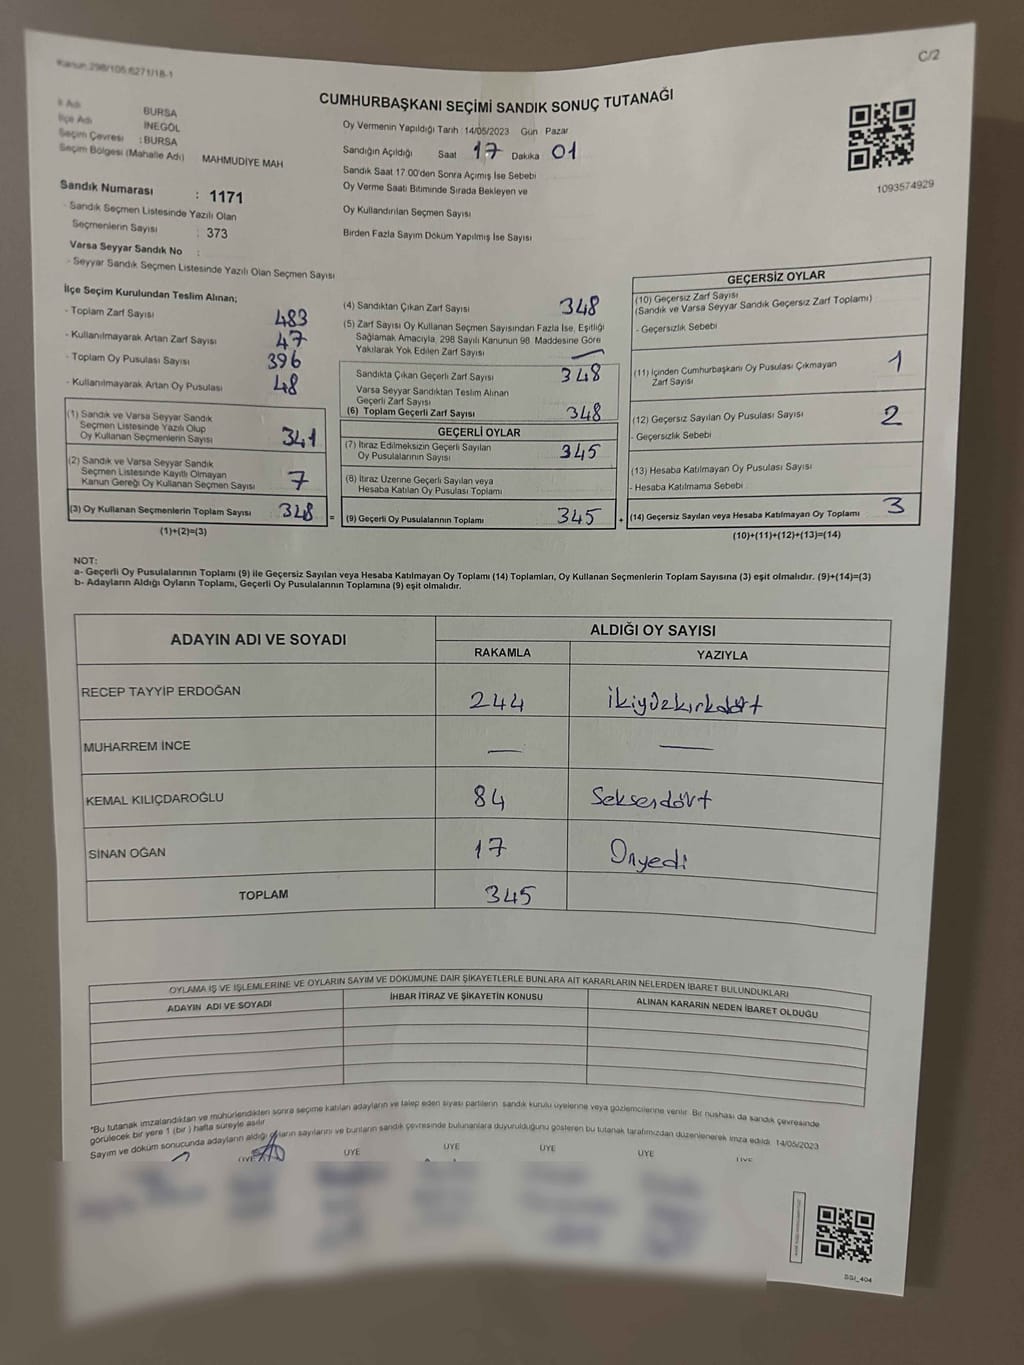 Kanun:298/105:6271/18-1
C/2
CUMHURBAŞKANI SEÇİMİ SANDIK SONUÇ TUTANAĞI
İl Adı BURSA
İlçe Adı İNEGÖL
Seçim Çevresi : BURSA
Seçim Bölgesi (Mahalle Adı) MAHMUDİYE MAH
Oy Vermenin Yapıldığı Tarih :14/05/2023 Gün Pazar
Sandığın Açıldığı Saat 17 Dakika 01
Sandık Saat 17.00'den Sonra Açılmış İse Sebebi
Oy Verme Saati Bitiminde Sırada Bekleyen ve
Oy Kullandırılan Seçmen Sayısı
Birden Fazla Sayım Döküm Yapılmış İse Sayısı
1093574929
Sandık Numarası : 1171
- Sandık Seçmen Listesinde Yazılı Olan
Seçmenlerin Sayısı : 373
Varsa Seyyar Sandık No :
- Seyyar Sandık Seçmen Listesinde Yazılı Olan Seçmen Sayısı
İlçe Seçim Kurulundan Teslim Alınan;
- Toplam Zarf Sayısı 483
- Kullanılmayarak Artan Zarf Sayısı 47
- Toplam Oy Pusulası Sayısı 396
- Kullanılmayarak Artan Oy Pusulası 48
(1) Sandık ve Varsa Seyyar Sandık
Seçmen Listesinde Yazılı Olup
Oy Kullanan Seçmenlerin Sayısı 341
(2) Sandık ve Varsa Seyyar Sandık
Seçmen Listesinde Kayıtlı Olmayan
Kanun Gereği Oy Kullanan Seçmen Sayısı 7
(3) Oy Kullanan Seçmenlerin Toplam Sayısı 348 =
(1)+(2)=(3)
(4) Sandıktan Çıkan Zarf Sayısı 348
(5) Zarf Sayısı Oy Kullanan Seçmen Sayısından Fazla İse, Eşitliği
Sağlamak Amacıyla, 298 Sayılı Kanunun 98. Maddesine Göre
Yakılarak Yok Edilen Zarf Sayısı —
Sandıkta Çıkan Geçerli Zarf Sayısı 348
Varsa Seyyar Sandıktan Teslim Alınan
Geçerli Zarf Sayısı
(6) Toplam Geçerli Zarf Sayısı 348
GEÇERLİ OYLAR
(7) İtiraz Edilmeksizin Geçerli Sayılan
Oy Pusulalarının Sayısı 345
(8) İtiraz Üzerine Geçerli Sayılan veya
Hesaba Katılan Oy Pusulası Toplamı
(9) Geçerli Oy Pusulalarının Toplamı 345 +
GEÇERSİZ OYLAR
(10) Geçersiz Zarf Sayısı
(Sandık ve Varsa Seyyar Sandık Geçersiz Zarf Toplamı)
- Geçersizlik Sebebi
(11) İçinden Cumhurbaşkanı Oy Pusulası Çıkmayan
Zarf Sayısı 1
(12) Geçersiz Sayılan Oy Pusulası Sayısı 2
- Geçersizlik Sebebi
(13) Hesaba Katılmayan Oy Pusulası Sayısı
- Hesaba Katılmama Sebebi
(14) Geçersiz Sayılan veya Hesaba Katılmayan Oy Toplamı 3
(10)+(11)+(12)+(13)=(14)
NOT:
a- Geçerli Oy Pusulalarının Toplamı (9) ile Geçersiz Sayılan veya Hesaba Katılmayan Oy Toplamı (14) Toplamları, Oy Kullanan Seçmenlerin Toplam Sayısına (3) eşit olmalıdır. (9)+(14)=(3)
b- Adayların Aldığı Oyların Toplamı, Geçerli Oy Pusulalarının Toplamına (9) eşit olmalıdır.
ADAYIN ADI VE SOYADI ALDIĞI OY SAYISI
RAKAMLA YAZIYLA
RECEP TAYYİP ERDOĞAN 244 ikiyüzkırkdört
MUHARREM İNCE — —
KEMAL KILIÇDAROĞLU 84 Seksendört
SİNAN OĞAN 17 Onyedi
TOPLAM 345
OYLAMA İŞ VE İŞLEMLERİNE VE OYLARIN SAYIM VE DÖKÜMÜNE DAİR ŞİKAYETLERLE BUNLARA AİT KARARLARIN NELERDEN İBARET BULUNDUKLARI
ADAYIN ADI VE SOYADI İHBAR İTİRAZ VE ŞİKAYETİN KONUSU ALINAN KARARIN NEDEN İBARET OLDUĞU
*Bu tutanak imzalandıktan ve mühürlendikten sonra seçime katılan adayların ve talep eden siyasi partilerin sandık kurulu üyelerine veya gözlemcilerine verilir. Bir nüshası da sandık çevresinde
görülecek bir yere 1 (bir) hafta süreyle asılır.
Sayım ve döküm sonucunda adayların aldığı oyların sayılarını ve bunların sandık çevresinde bulunanlara duyurulduğunu gösteren bu tutanak tarafımızdan düzenlenerek imza edildi. 14/05/2023
ÜYE ÜYE ÜYE ÜYE ÜYE ÜYE
SSI_404